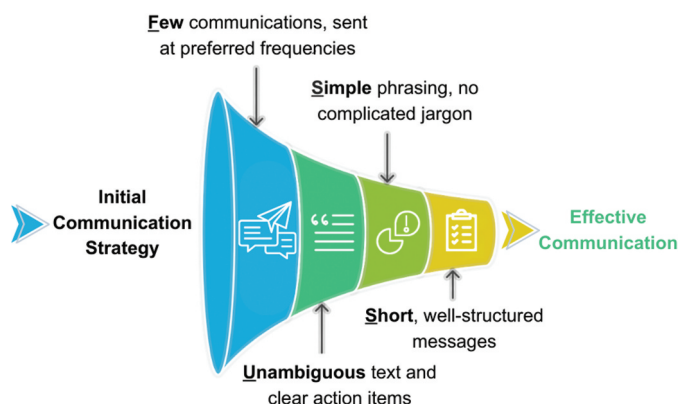 Few communications, sent
at preferred frequencies
Simple phrasing, no
complicated jargon
Initial
Communication
Strategy
Effective
Communication
Short, well-structured
messages
Unambiguous text and
clear action items